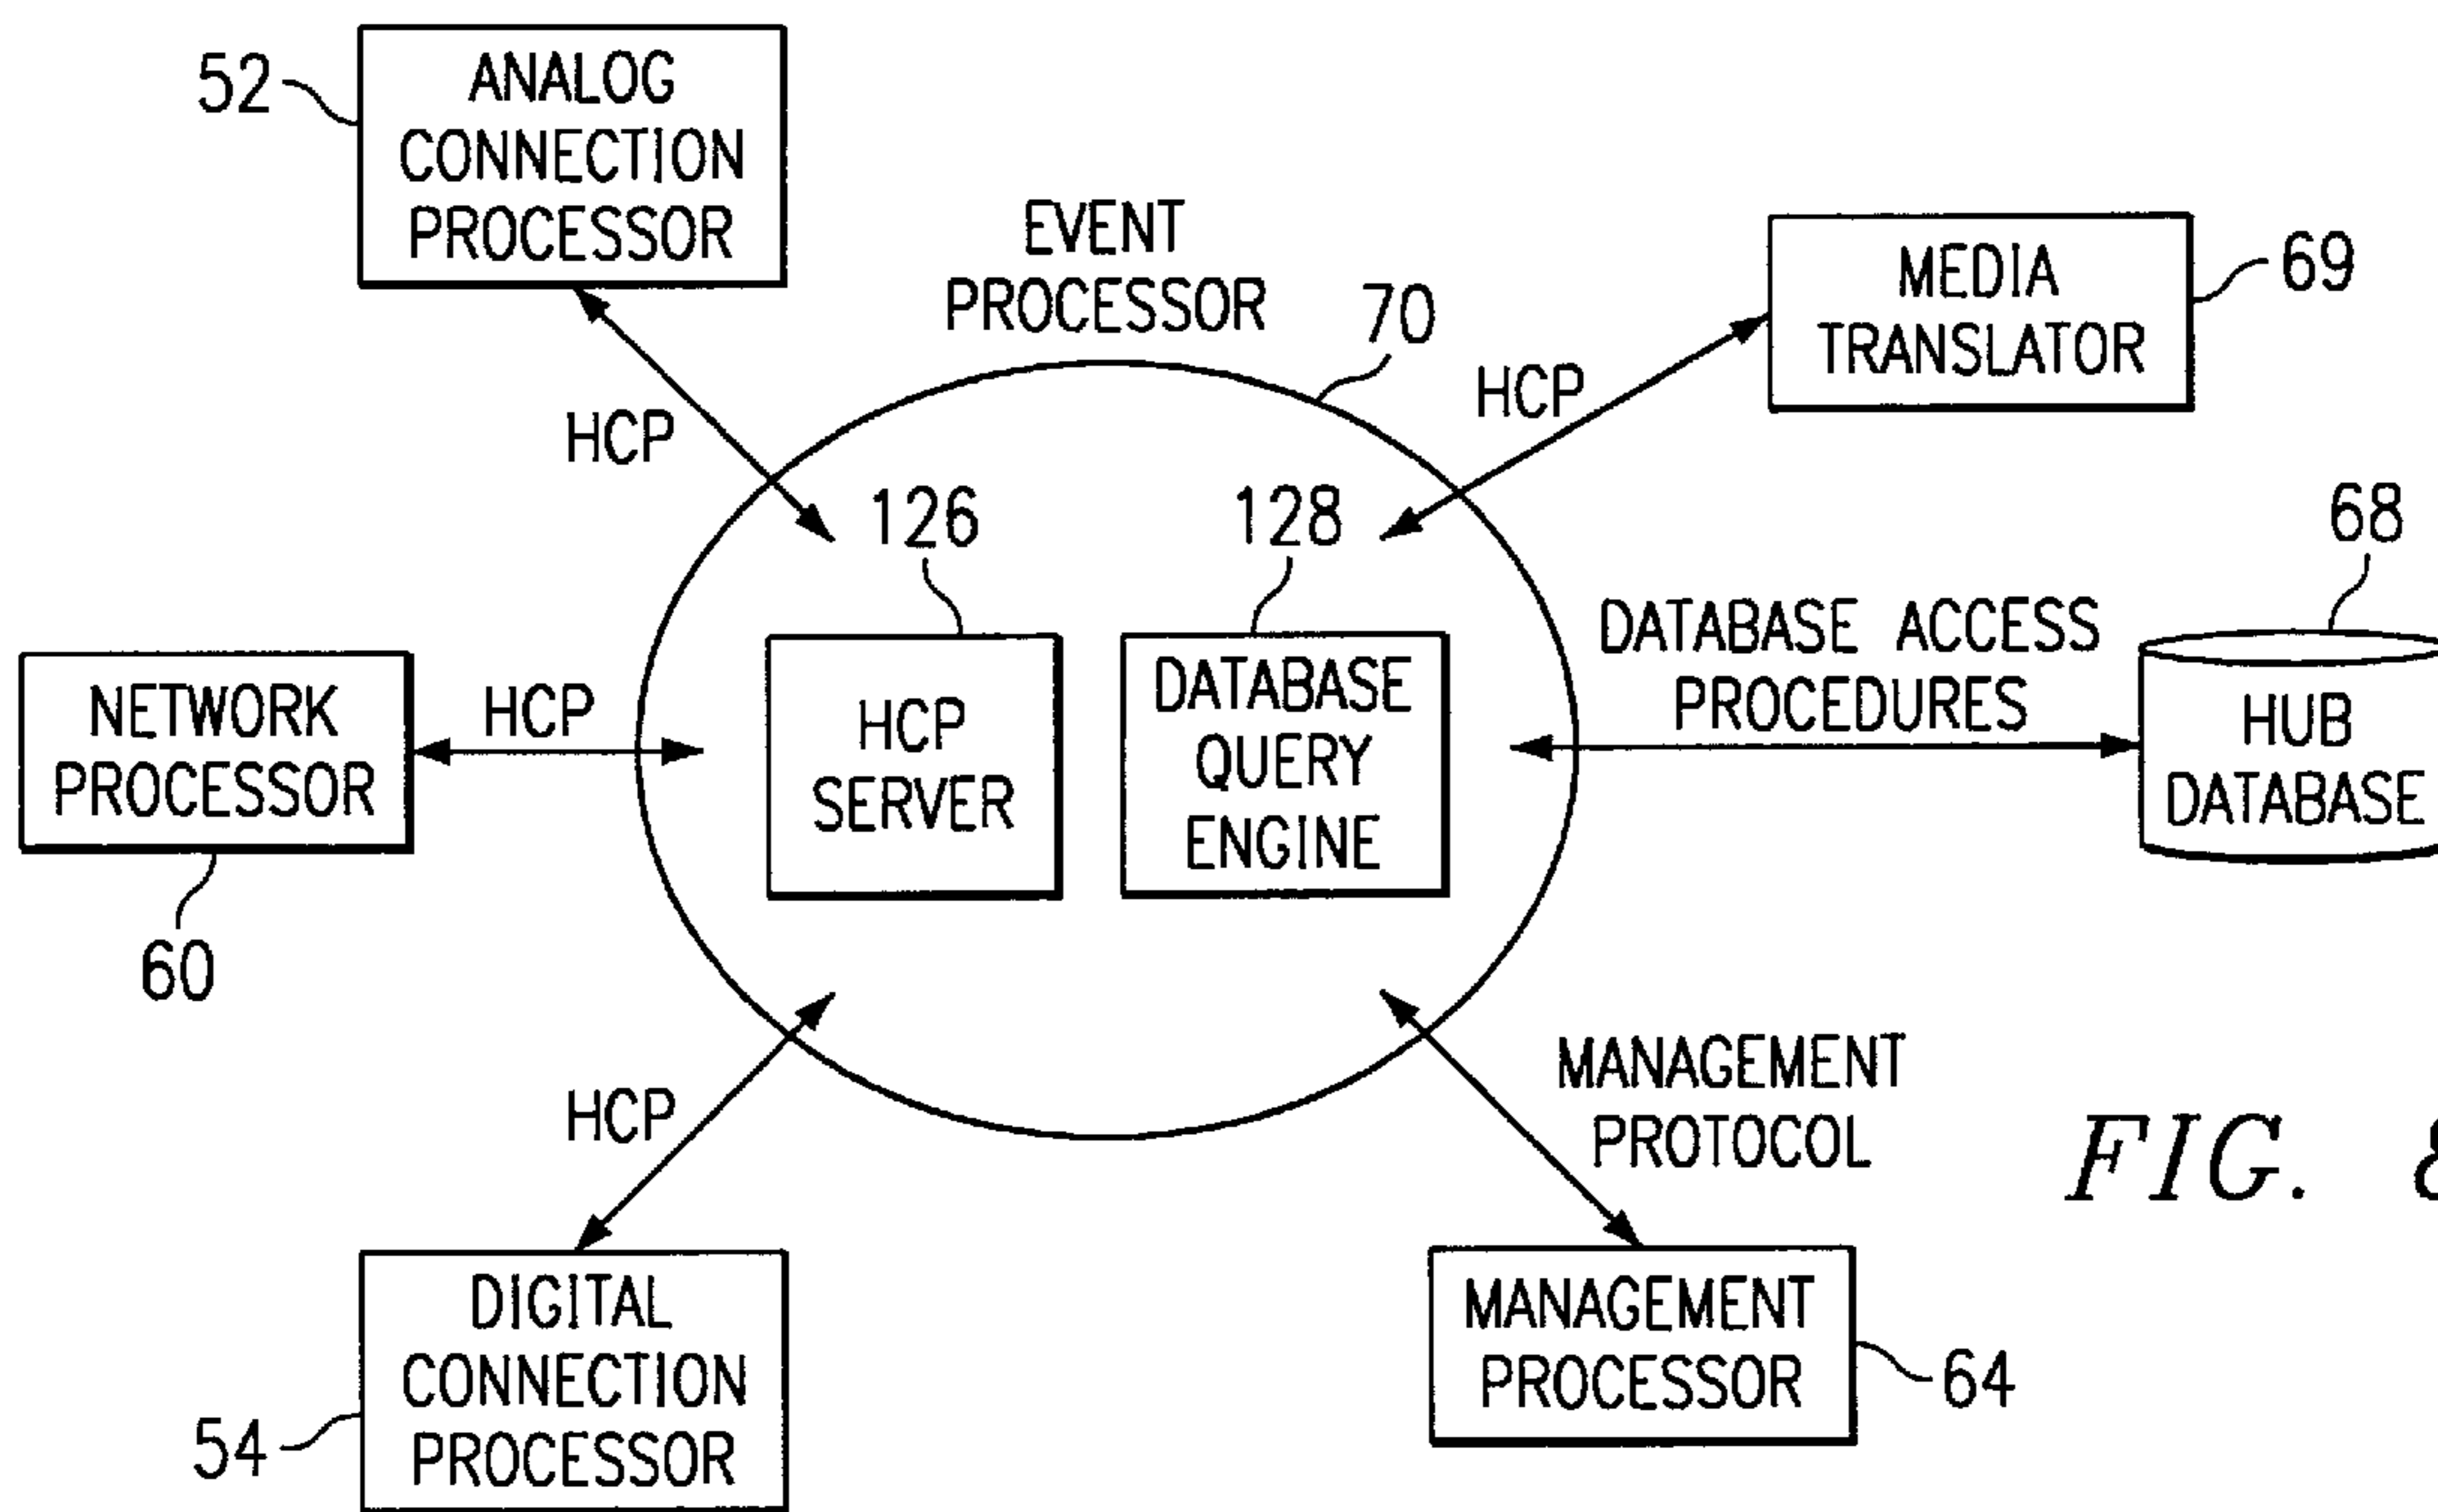 52
ANALOG
CONNECTION
PROCESSOR
EVENT
PROCESSOR
70
MEDIA
TRANSLATOR
69
HCP
HCP
126
128
68
NETWORK
PROCESSOR
60
HCP
HCP
SERVER
DATABASE
QUERY
ENGINE
DATABASE ACCESS
PROCEDURES
HUB
DATABASE
HCP
MANAGEMENT
PROTOCOL
FIG. 8
DIGITAL
CONNECTION
PROCESSOR
54
MANAGEMENT
PROCESSOR
64